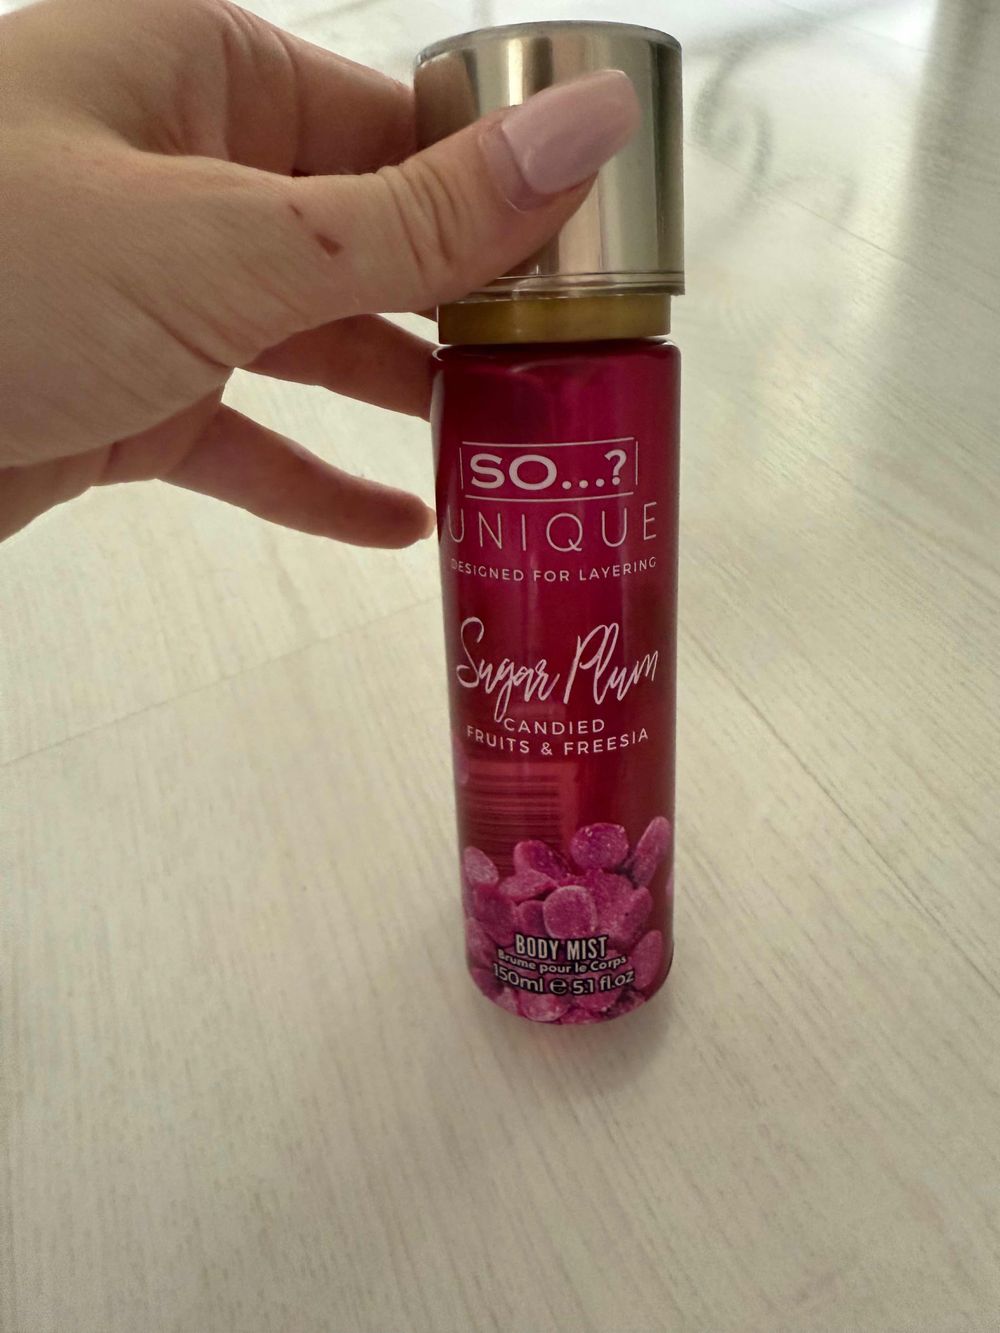 SO...?
UNIQUE
DESIGNED FOR LAYERING
Sugar Plum
CANDIED
FRUITS & FREESIA
BODY MIST
Brume pour le Corps
150ml e 5.1 fl.oz